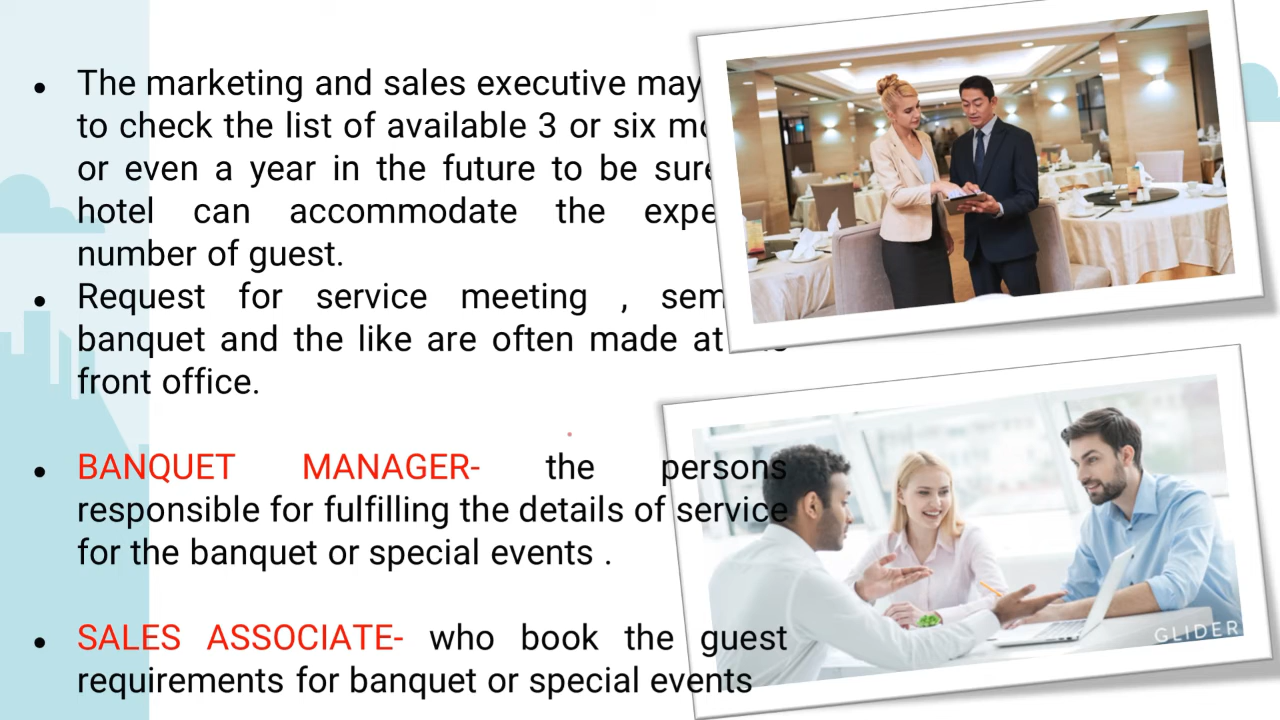 The marketing and sales executive may
to check the list of available 3 or six
or even a year in the future to be sure
hotel can accommodate the
number of guest.
Request for service meeting ,
banquet and the like are often made at
front office.
BANQUET MANAGER- the persons
responsible for fulfilling the details of service
for the banquet or special events .
SALES ASSOCIATE- who book the guest
requirements for banquet or special events
GLIDER